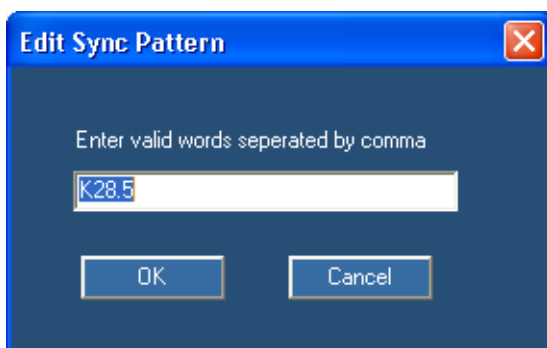 Edit Sync Pattern
Enter valid words seperated by comma
K28.5
OK Cancel